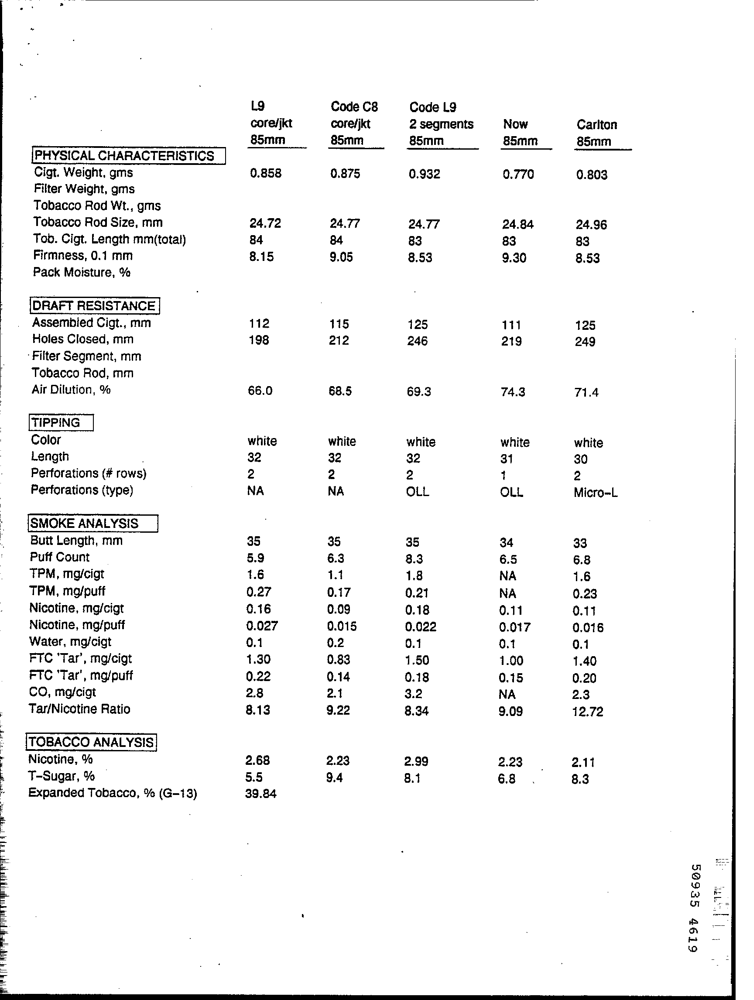 L9 Code C8 Code L9
core/jkt core/jkt 2 segments Now Carlton
85mm 85mm 85mm 85mm 85mm
PHYSICAL CHARACTERISTICS
Cigt. Weight, gms 0.858 0.875 0.932 0.770 0.803
Filter Weight, gms
Tobacco Rod Wt., gms
Tobacco Rod Size, mm 24.72 24.77 24.77 24.84 24.96
Tob. Cigt. Length mm(total) 84 84 83 83 83
Firmness, 0.1 mm 8.15 9.05 8.53 9.30 8.53
Pack Moisture, %
DRAFT RESISTANCE
Assembled Cigt., mm 112 115 125 111 125
Holes Closed, mm 198 212 246 219 249
Filter Segment, mm
Tobacco Rod, mm
Air Dilution, % 66.0 68.5 69.3 74.3 71.4
TIPPING
Color white white white white white
Length 32 32 32 31 30
Perforations (# rows) 2 2 2 1 2
Perforations (type) NA NA OLL OLL Micro-L
SMOKE ANALYSIS
Butt Length, mm 35 35 35 34 33
Puff Count 5.9 6.3 8.3 6.5 6.8
TPM, mg/cigt 1.6 1.1 1.8 NA 1.6
TPM, mg/puff 0.27 0.17 0.21 NA 0.23
Nicotine, mg/cigt 0.16 0.09 0.18 0.11 0.11
Nicotine, mg/puff 0.027 0.015 0.022 0.017 0.016
Water, mg/cigt 0.1 0.2 0.1 0.1 0.1
FTC 'Tar', mg/cigt 1.30 0.83 1.50 1.00 1.40
FTC 'Tar', mg/puff 0.22 0.14 0.18 0.15 0.20
CO, mg/cigt 2.8 2.1 3.2 NA 2.3
Tar/Nicotine Ratio 8.13 9.22 8.34 9.09 12.72
TOBACCO ANALYSIS
Nicotine, % 2.68 2.23 2.99 2.23 2.11
T-Sugar, % 5.5 9.4 8.1 6.8 8.3
Expanded Tobacco, % (G-13) 39.84
50935 4619